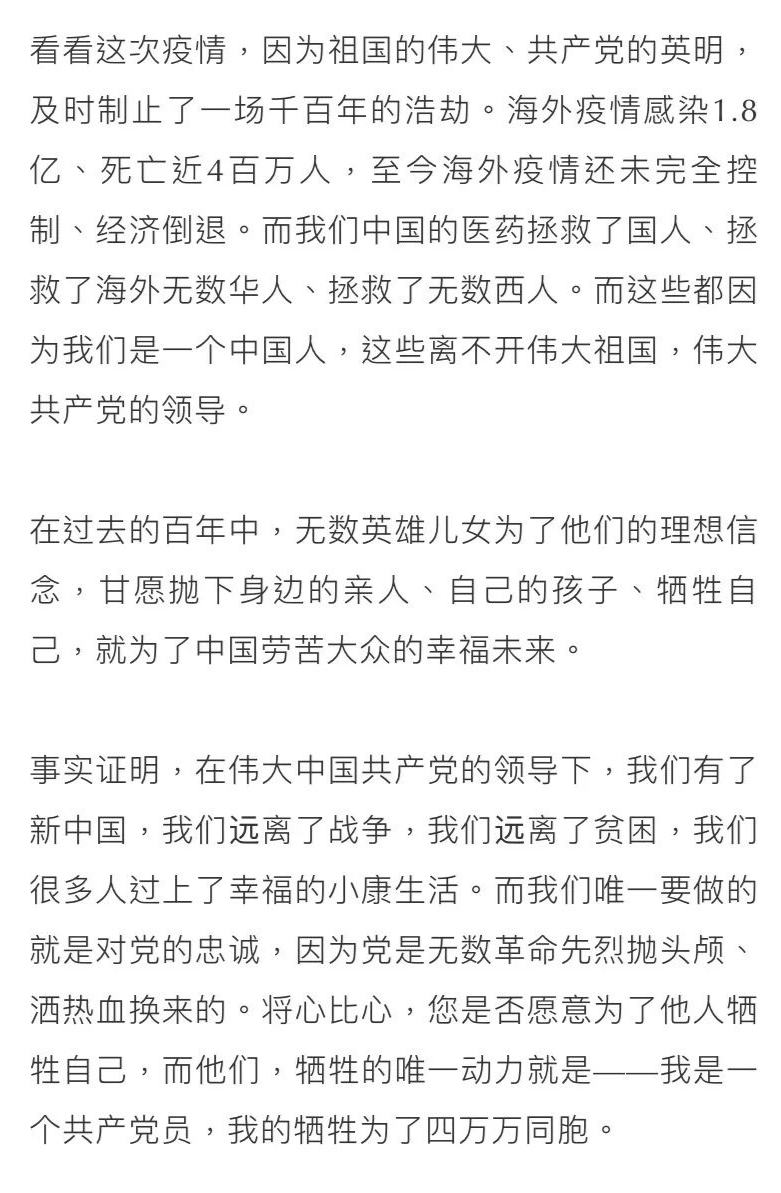 看看这次疫情，因为祖国的伟大、共产党的英明，
及时制止了一场千百年的浩劫。海外疫情感染1.8
亿、死亡近4百万人，至今海外疫情还未完全控
制、经济倒退。而我们中国的医药拯救了国人、拯
救了海外无数华人、拯救了无数西人。而这些都因
为我们是一个中国人，这些离不开伟大祖国，伟大
共产党的领导。
在过去的百年中，无数英雄儿女为了他们的理想信
念，甘愿抛下身边的亲人、自己的孩子、牺牲自
己，就为了中国劳苦大众的幸福未来。
事实证明，在伟大中国共产党的领导下，我们有了
新中国，我们远离了战争，我们远离了贫困，我们
很多人过上了幸福的小康生活。而我们唯一要做的
就是对党的忠诚，因为党是无数革命先烈抛头颅、
洒热血换来的。将心比心，您是否愿意为了他人牺
牲自己，而他们，牺牲的唯一动力就是——我是一
个共产党员，我的牺牲为了四万万同胞。